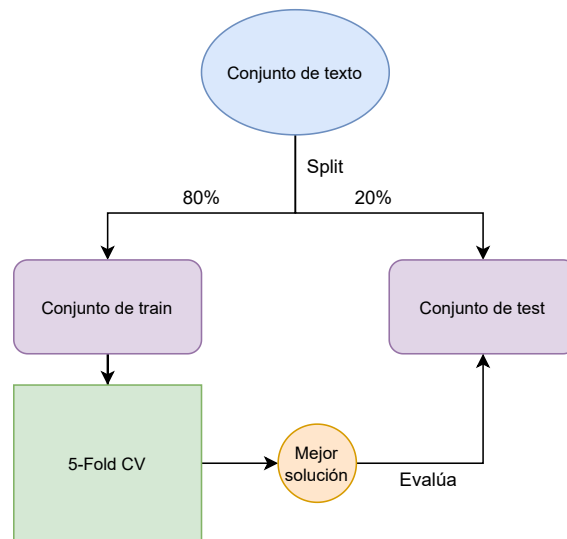 Conjunto de texto
Split
80%
20%
Conjunto de train
Conjunto de test
5-Fold CV
Mejor
solución
Evalúa